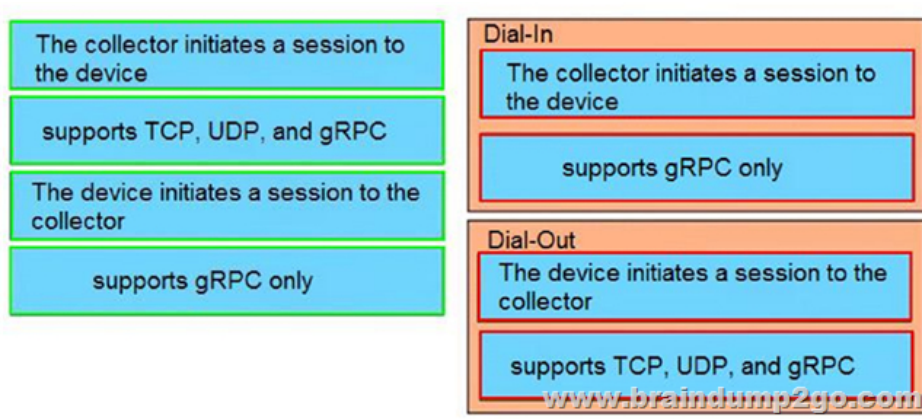 The collector initiates a session to
the device
supports TCP, UDP, and gRPC
The device initiates a session to the
collector
supports gRPC only
Dial-In
The collector initiates a session to
the device
supports gRPC only
Dial-Out
The device initiates a session to the
collector
supports TCP, UDP, and gRPC
www.braindump2go.com